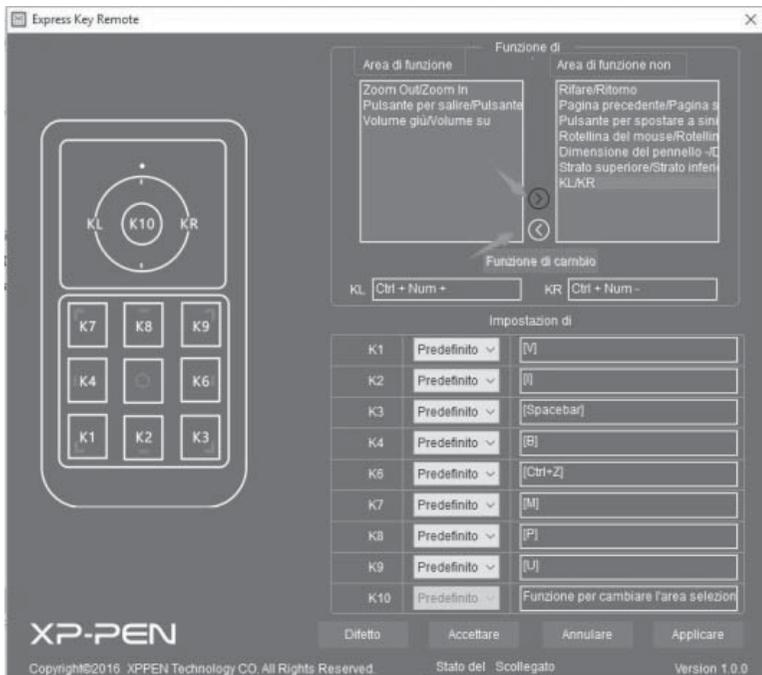 Express Key Remote
Funzione di
Area di funzione
Area di funzione non
Zoom Out/Zoom In
Pulsante per salire/Pulsante
Volume giù/Volume su
Rifare/Ritorno
Pagina precedente/Pagina s
Pulsante per spostare a sini
Rotellina del mouse/Rotellin
Dimensione del pennello -/D
Strato superiore/Strato inferi
KL/KR
Funzione di cambio
KL Ctrl + Num +
KR Ctrl + Num -
KL K10 KR
K7 K8 K9
K4 K6
K1 K2 K3
Impostazion di
K1 Predefinito [V]
K2 Predefinito [I]
K3 Predefinito [Spacebar]
K4 Predefinito [B]
K6 Predefinito [Ctrl+Z]
K7 Predefinito [M]
K8 Predefinito [P]
K9 Predefinito [U]
K10 Predefinito Funzione per cambiare l'area selezion
XP-PEN
Difetto Accettare Annulare Applicare
Copyright©2016 XPPEN Technology CO. All Rights Reserved.
Stato del Scollegato
Version 1.0.0